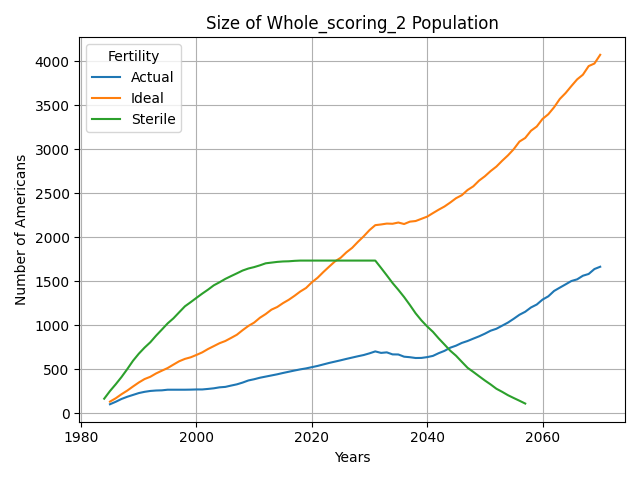 Size of Whole_scoring_2 Population
Fertility
Actual
Ideal
Sterile
Number of Americans
4000
3500
3000
2500
2000
1500
1000
500
0
1980
2000
2020
2040
2060
Years